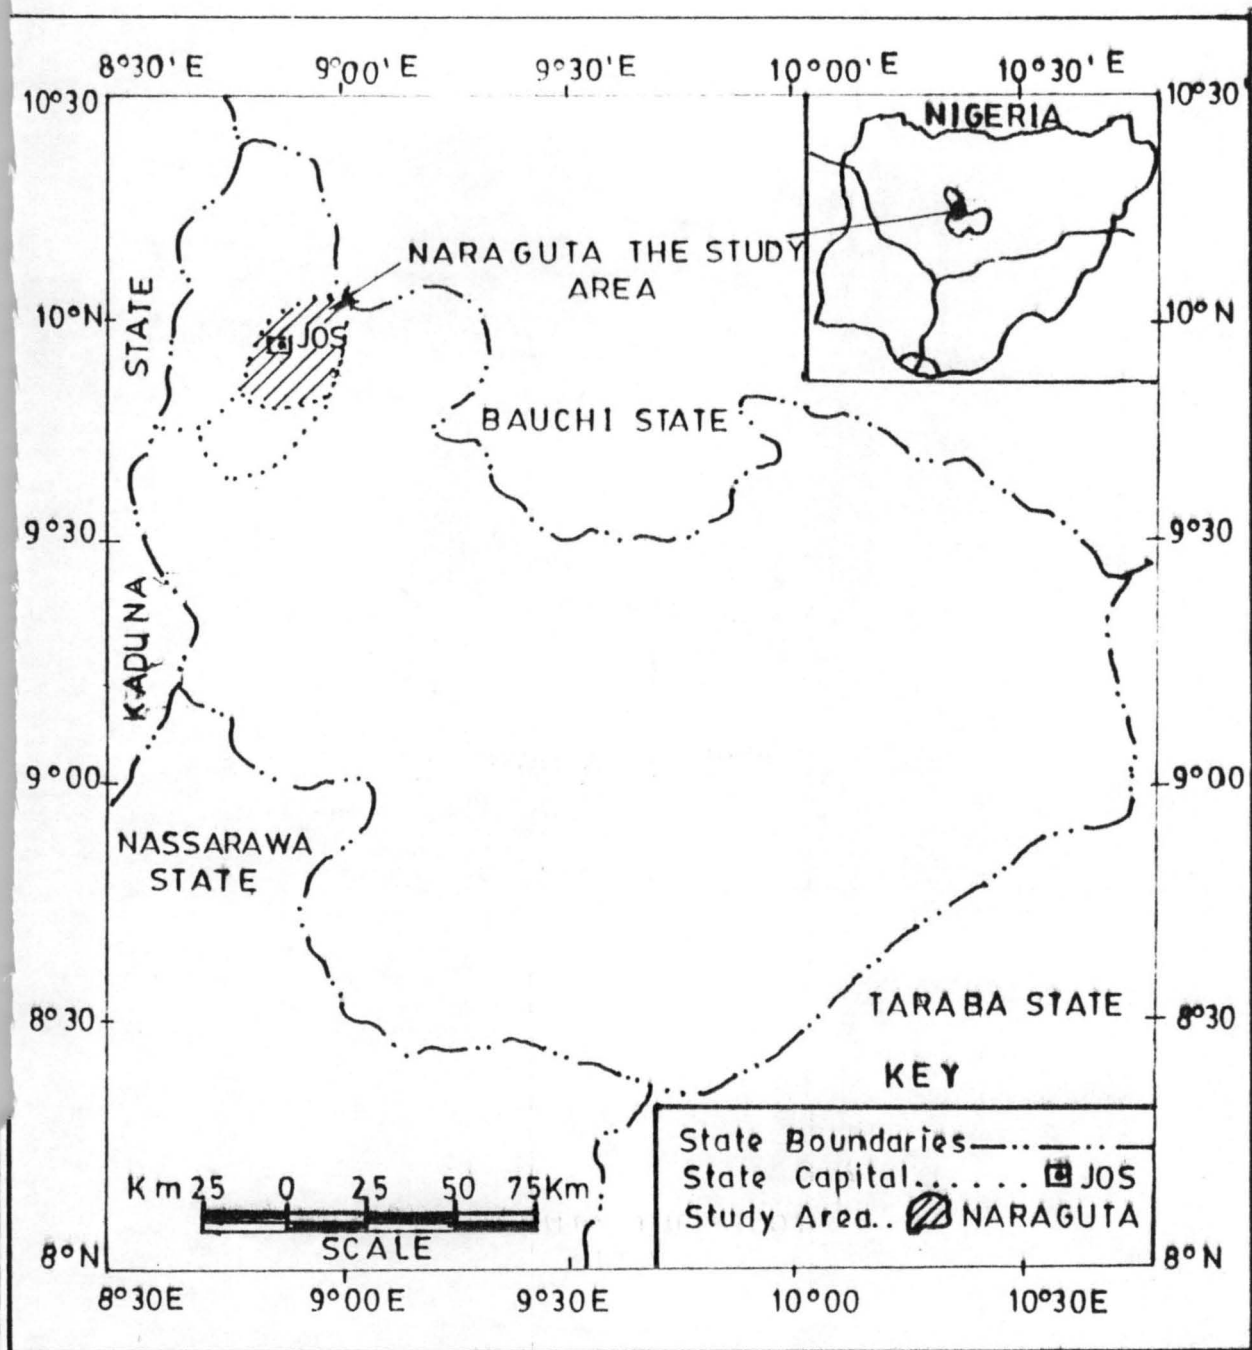 8°30'E 9°00'E 9°30'E 10°00'E 10°30'E
10°30 10°30'
NIGERIA
NARAGUTA THE STUDY
AREA
STATE
10°N 10°N
JOS
BAUCHI STATE
9°30 9°30
KADUNA
9°00 9°00
NASSARAWA
STATE
TARABA STATE
8°30 8°30
KEY
State Boundaries
State Capital...... JOS
Study Area.. NARAGUTA
Km 25 0 25 50 75Km
SCALE
8°N 8°N
8°30E 9°00E 9°30E 10°00E 10°30E